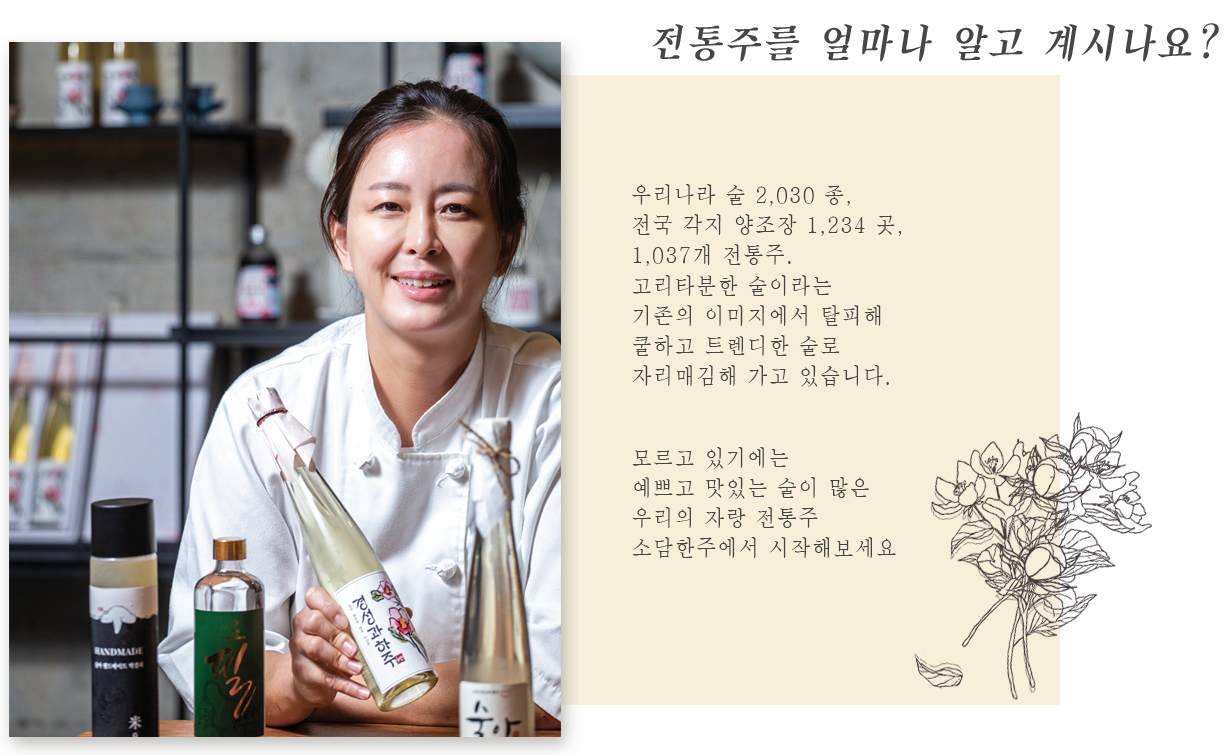 전통주를 얼마나 알고 계시나요?
우리나라 술 2,030 종,
전국 각지 양조장 1,234 곳,
1,037개 전통주.
고리타분한 술이라는
기존의 이미지에서 탈피해
쿨하고 트렌디한 술로
자리매김해 가고 있습니다.
모르고 있기에는
예쁘고 맛있는 술이 많은
우리의 자랑 전통주
소담한주에서 시작해보세요
경성과하주
HANDMADE
米
술아